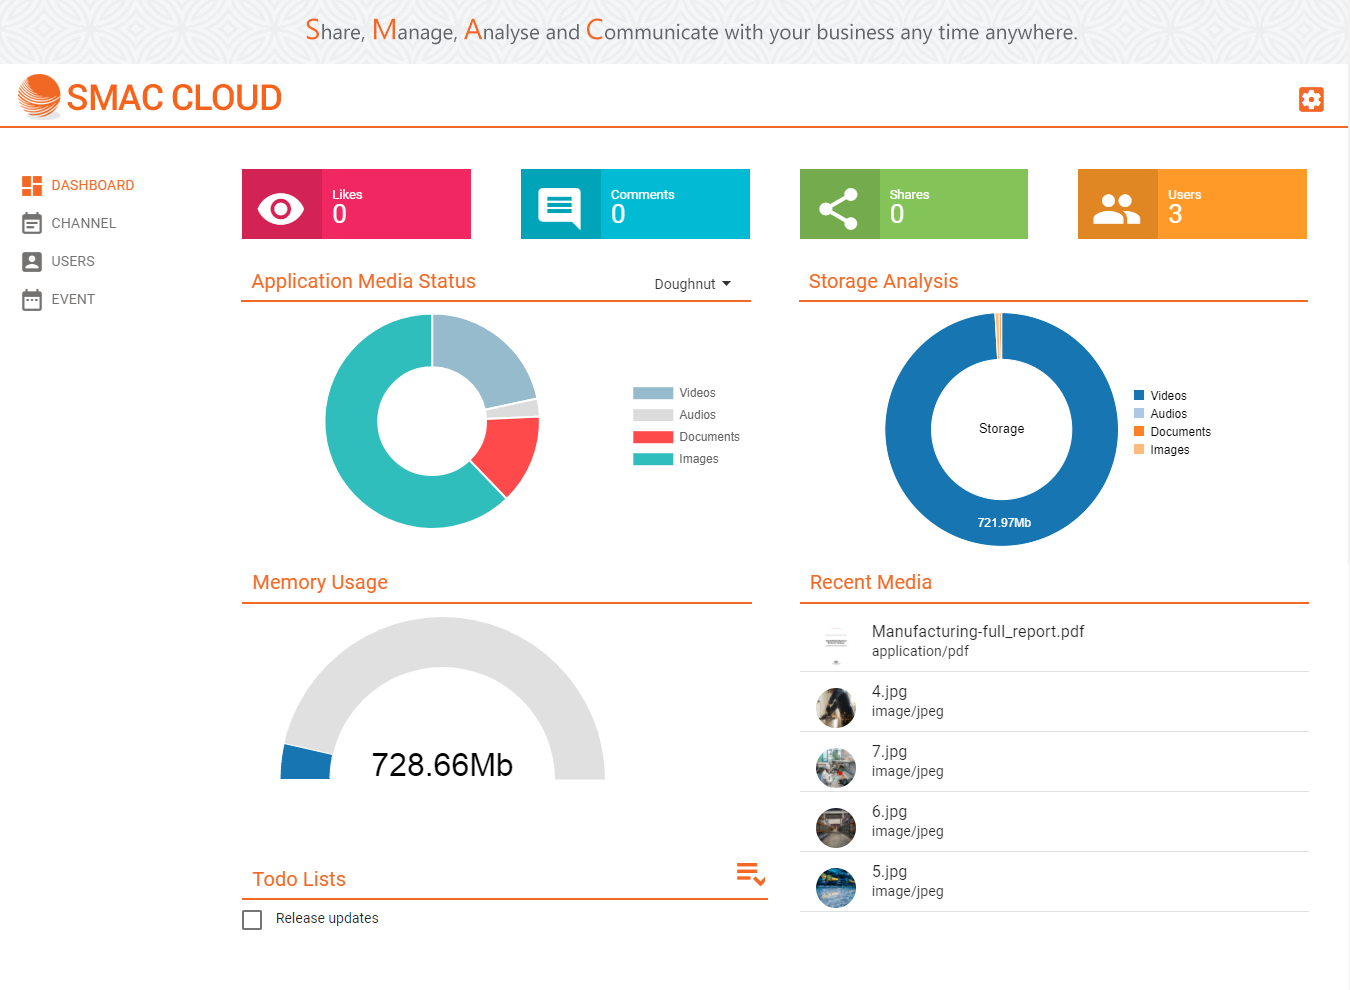 Share, Manage, Analyse and Communicate with your business any time anywhere.
SMAC CLOUD
DASHBOARD
CHANNEL
USERS
EVENT
Likes
0
Comments
0
Shares
0
Users
3
Application Media Status
Doughnut
Videos
Audios
Documents
Images
Storage Analysis
Storage
721.97Mb
Videos
Audios
Documents
Images
Memory Usage
728.66Mb
Recent Media
Manufacturing-full_report.pdf
application/pdf
4.jpg
image/jpeg
7.jpg
image/jpeg
6.jpg
image/jpeg
5.jpg
image/jpeg
Todo Lists
Release updates